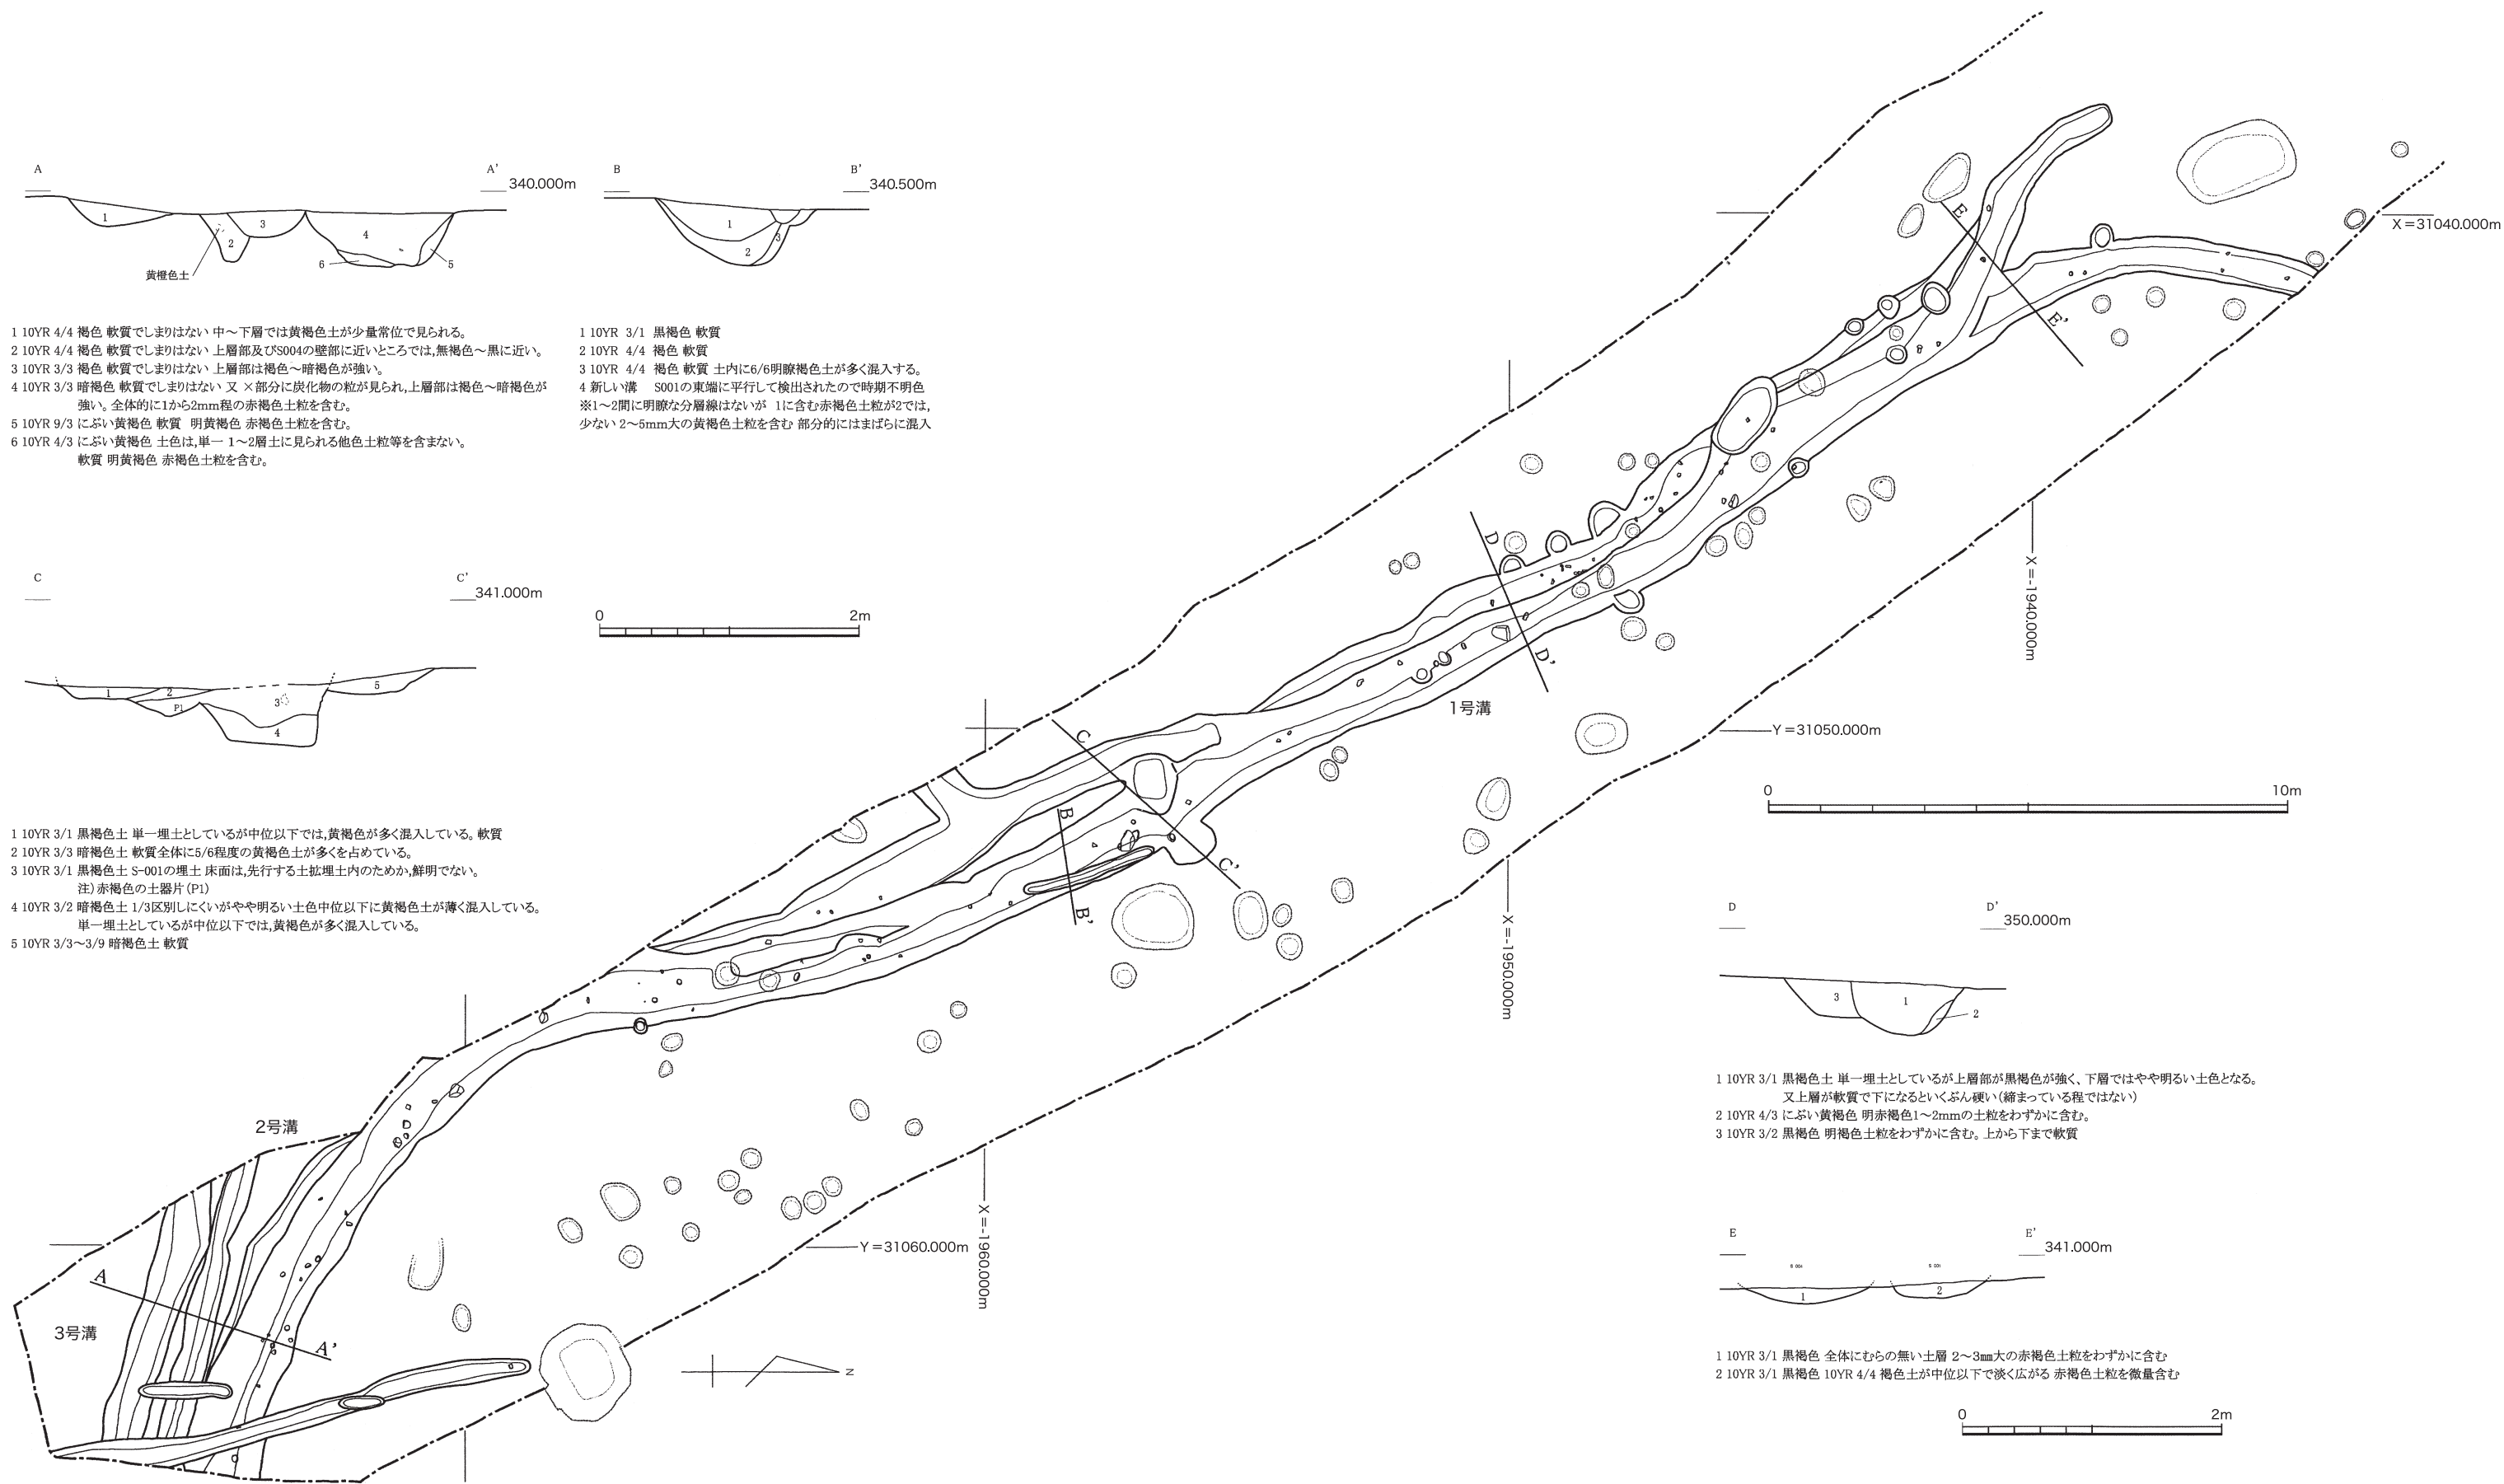 A
A'
340.000m
B
B'
340.500m
1
2
3
4
5
6
黄橙色土
1
2
3
1 10YR 4/4 褐色 軟質でしまりはない 中～下層では黄褐色土が少量常位で見られる。
2 10YR 4/4 褐色 軟質でしまりはない 上層部及びS004の壁部に近いところでは,無褐色～黒に近い。
3 10YR 3/3 褐色 軟質でしまりはない 上層部は褐色～暗褐色が強い。
4 10YR 3/3 暗褐色 軟質でしまりはない 又 ×部分に炭化物の粒が見られ,上層部は褐色～暗褐色が
強い。全体的に1から2mm程の赤褐色土粒を含む。
5 10YR 9/3 にぶい黄褐色 軟質 明黄褐色 赤褐色土粒を含む。
6 10YR 4/3 にぶい黄褐色 土色は,単一 1～2層土に見られる他色土粒等を含まない。
軟質 明黄褐色 赤褐色土粒を含む。
1 10YR 3/1 黒褐色 軟質
2 10YR 4/4 褐色 軟質
3 10YR 4/4 褐色 軟質 土内に6/6明瞭褐色土が多く混入する。
4 新しい溝 S001の東端に平行して検出されたので時期不明色
※1～2間に明瞭な分層線はないが 1に含む赤褐色土粒が2では,
少ない 2～5mm大の黄褐色土粒を含む 部分的にはまばらに混入
C
C'
341.000m
0 2m
1
2
P1
3
4
5
1 10YR 3/1 黒褐色土 単一埋土としているが中位以下では,黄褐色が多く混入している。軟質
2 10YR 3/3 暗褐色土 軟質全体に5/6程度の黄褐色土が多くを占めている。
3 10YR 3/1 黒褐色土 S-001の埋土 床面は,先行する土拡埋土内のためか,鮮明でない。
注)赤褐色の土器片(P1)
4 10YR 3/2 暗褐色土 1/3区別しにくいがやや明るい土色中位以下に黄褐色土が薄く混入している。
単一埋土としているが中位以下では,黄褐色が多く混入している。
5 10YR 3/3～3/9 暗褐色土 軟質
E
E'
X＝31040.000m
D
D'
1号溝
X＝-1940.000m
Y＝31050.000m
C
C'
B
B'
X＝-1950.000m
2号溝
3号溝
A
A'
Y＝31060.000m
X＝-1960.000m
N
0 10m
D
D'
350.000m
3
1
2
1 10YR 3/1 黒褐色土 単一埋土としているが上層部が黒褐色が強く、下層ではやや明るい土色となる。
又上層が軟質で下になるといくぶん硬い(締まっている程ではない)
2 10YR 4/3 にぶい黄褐色 明赤褐色1～2mmの土粒をわずかに含む。
3 10YR 3/2 黒褐色 明褐色土粒をわずかに含む。上から下まで軟質
E
E'
341.000m
S 004
S 001
1
2
1 10YR 3/1 黒褐色 全体にむらの無い土層 2～3㎜大の赤褐色土粒をわずかに含む
2 10YR 3/1 黒褐色 10YR 4/4 褐色土が中位以下で淡く広がる 赤褐色土粒を微量含む
0 2m